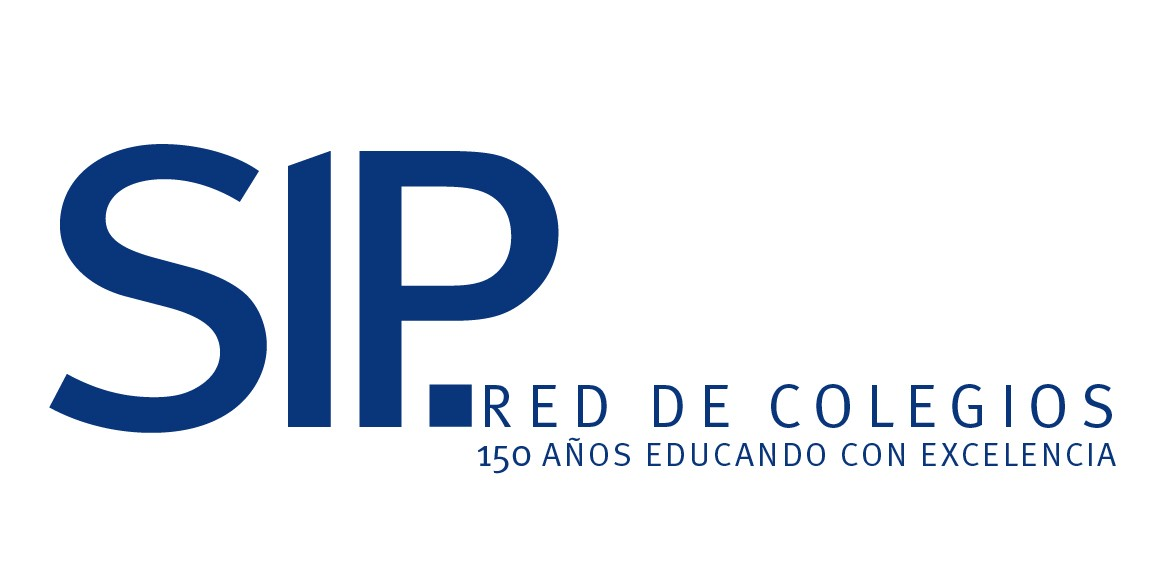 SIP.
RED DE COLEGIOS
150 AÑOS EDUCANDO CON EXCELENCIA